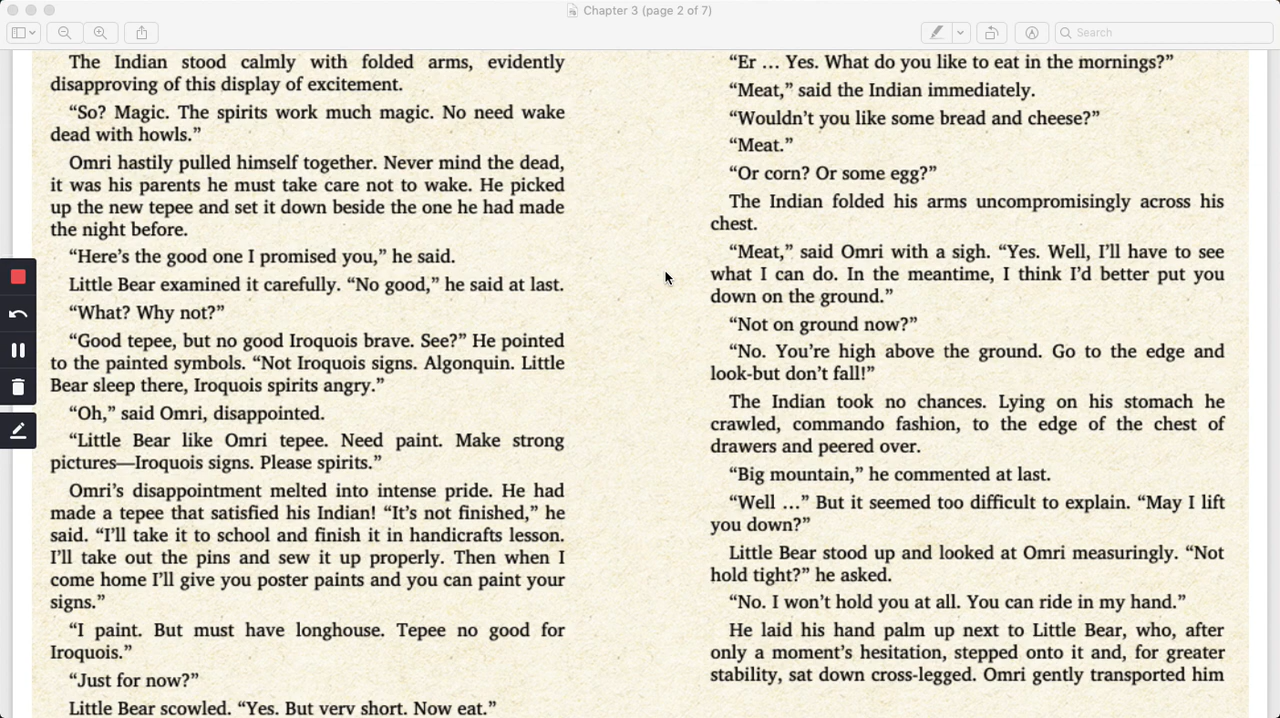 Chapter 3 (page 2 of 7)
Search
The Indian stood calmly with folded arms, evidently
disapproving of this display of excitement.
“So? Magic. The spirits work much magic. No need wake
dead with howls.”
Omri hastily pulled himself together. Never mind the dead,
it was his parents he must take care not to wake. He picked
up the new tepee and set it down beside the one he had made
the night before.
“Here’s the good one I promised you,” he said.
Little Bear examined it carefully. “No good,” he said at last.
“What? Why not?”
“Good tepee, but no good Iroquois brave. See?” He pointed
to the painted symbols. “Not Iroquois signs. Algonquin. Little
Bear sleep there, Iroquois spirits angry.”
“Oh,” said Omri, disappointed.
“Little Bear like Omri tepee. Need paint. Make strong
pictures—Iroquois signs. Please spirits.”
Omri’s disappointment melted into intense pride. He had
made a tepee that satisfied his Indian! “It’s not finished,” he
said. “I’ll take it to school and finish it in handicrafts lesson.
I’ll take out the pins and sew it up properly. Then when I
come home I’ll give you poster paints and you can paint your
signs.”
“I paint. But must have longhouse. Tepee no good for
Iroquois.”
“Just for now?”
Little Bear scowled. “Yes. But very short. Now eat.”
“Er … Yes. What do you like to eat in the mornings?”
“Meat,” said the Indian immediately.
“Wouldn’t you like some bread and cheese?”
“Meat.”
“Or corn? Or some egg?”
The Indian folded his arms uncompromisingly across his
chest.
“Meat,” said Omri with a sigh. “Yes. Well, I’ll have to see
what I can do. In the meantime, I think I’d better put you
down on the ground.”
“Not on ground now?”
“No. You’re high above the ground. Go to the edge and
look-but don’t fall!”
The Indian took no chances. Lying on his stomach he
crawled, commando fashion, to the edge of the chest of
drawers and peered over.
“Big mountain,” he commented at last.
“Well …” But it seemed too difficult to explain. “May I lift
you down?”
Little Bear stood up and looked at Omri measuringly. “Not
hold tight?” he asked.
“No. I won’t hold you at all. You can ride in my hand.”
He laid his hand palm up next to Little Bear, who, after
only a moment’s hesitation, stepped onto it and, for greater
stability, sat down cross-legged. Omri gently transported him